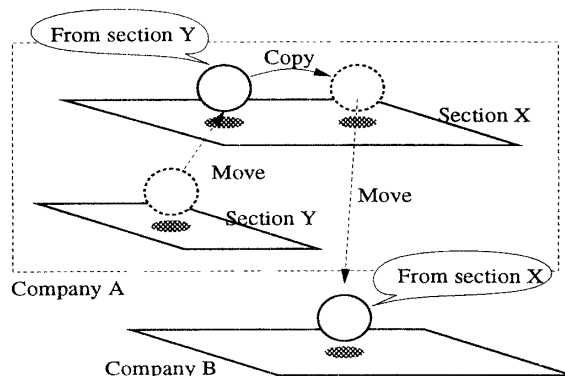 From section Y
Copy
Section X
Move
Move
Section Y
From section X
Company A
Company B